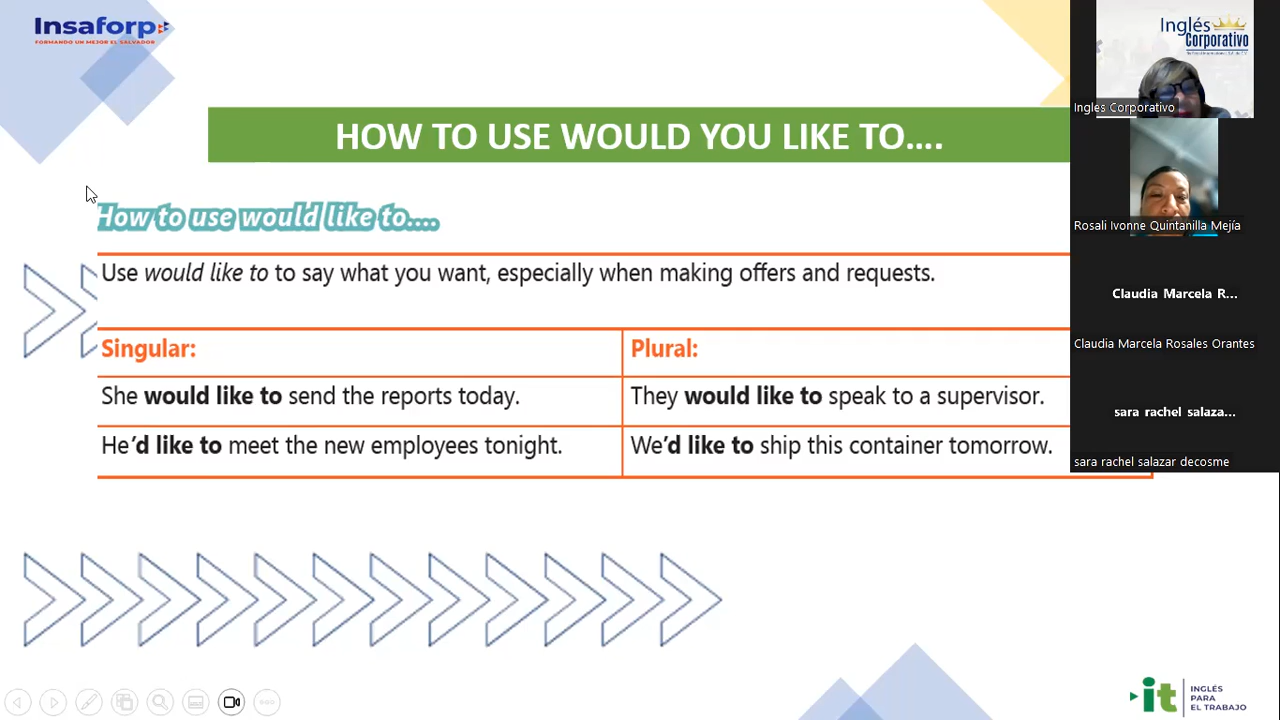 Insaforp
FORMANDO UN MEJOR EL SALVADOR
HOW TO USE WOULD YOU LIKE TO....
How to use would like to....
Use would like to to say what you want, especially when making offers and requests.
Singular:
Plural:
She would like to send the reports today.
They would like to speak to a supervisor.
He’d like to meet the new employees tonight.
We’d like to ship this container tomorrow.
Inglés
Corporativo
Ingles Corporativo
Rosali Ivonne Quintanilla Mejía
Claudia Marcela R...
Claudia Marcela Rosales Orantes
sara rachel salaza...
sara rachel salazar decosme
it
INGLÉS
PARA
EL TRABAJO